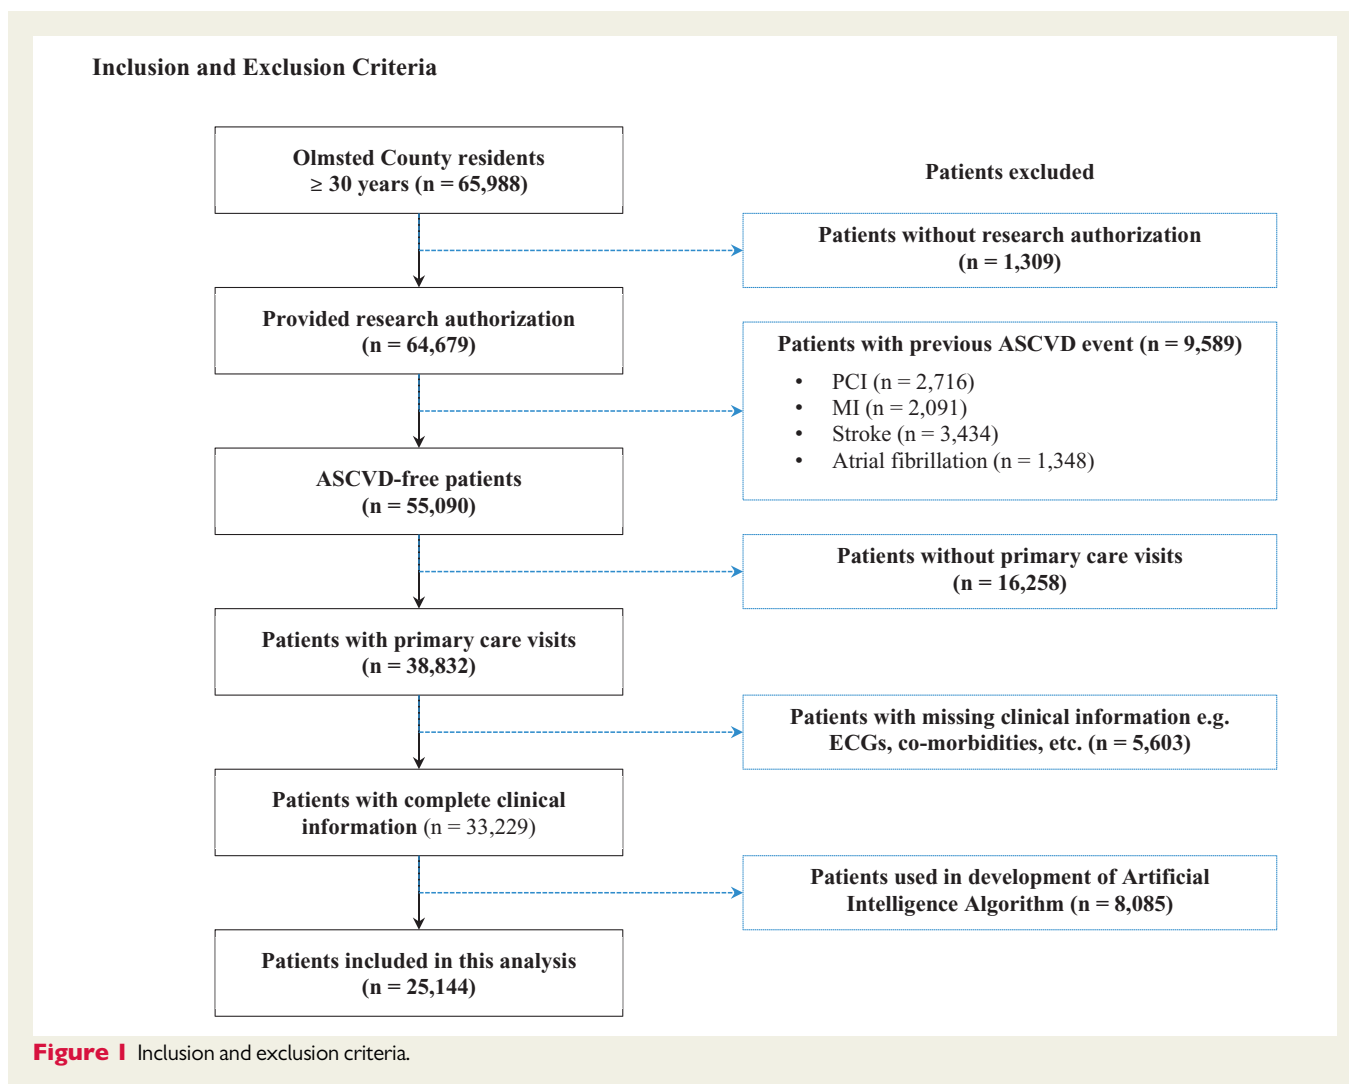 Inclusion and Exclusion Criteria
Olmsted County residents
≥ 30 years (n = 65,988)
Patients excluded
Patients without research authorization
(n = 1,309)
Provided research authorization
(n = 64,679)
Patients with previous ASCVD event (n = 9,589)
• PCI (n = 2,716)
• MI (n = 2,091)
• Stroke (n = 3,434)
• Atrial fibrillation (n = 1,348)
ASCVD-free patients
(n = 55,090)
Patients without primary care visits
(n = 16,258)
Patients with primary care visits
(n = 38,832)
Patients with missing clinical information e.g.
ECGs, co-morbidities, etc. (n = 5,603)
Patients with complete clinical
information (n = 33,229)
Patients used in development of Artificial
Intelligence Algorithm (n = 8,085)
Patients included in this analysis
(n = 25,144)
Figure 1 Inclusion and exclusion criteria.